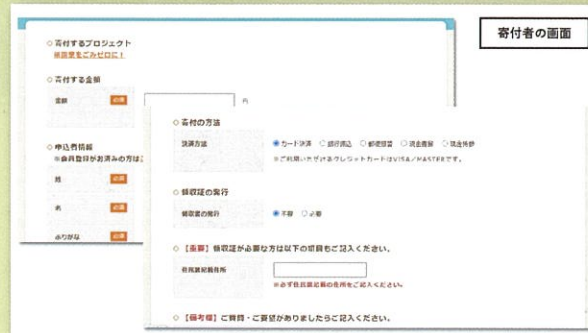 寄付者の画面
◇寄付するプロジェクト
◇寄付する金額
金額 必須
円
◇申込者情報
※会員登録がお済みの方は
姓 必須
名 必須
ふりがな 必須
◇寄付の方法
決済方法
カード決済 銀行振込 郵便振替 現金書留 現金持参
※ご利用いただけるクレジットカードはVISA/MASTERです。
◇領収証の発行
領収書の発行
不要 必要
◇【重要】領収証が必要な方は以下の項目もご記入ください。
住民票記載住所
※必ず住民票記載の住所をご記入ください。
◇【備考欄】ご質問・ご要望がありましたらご記入ください。